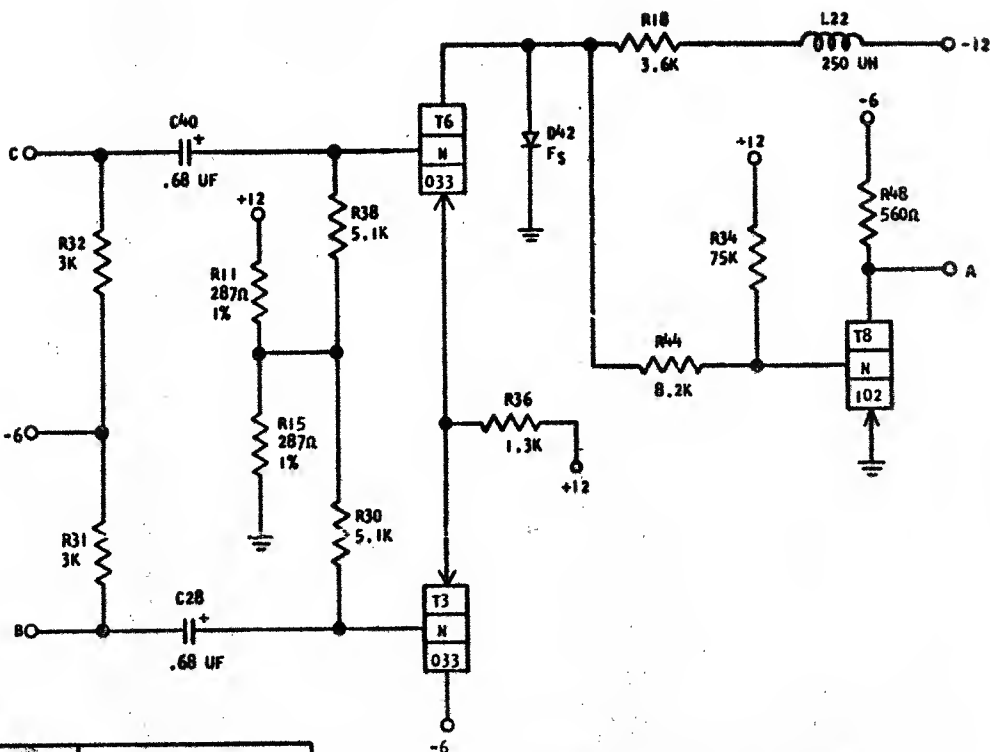 R18
3.6K
L22
250 UH
-12
-6
C40
+
.68 UF
C
T6
N
033
D42
FS
+12
R48
560Ω
R32
3K
+12
R38
5.1K
R34
75K
R11
287Ω
1%
A
T8
N
102
R44
8.2K
R36
1.3K
+12
-6
R15
287Ω
1%
R31
3K
R30
5.1K
C28
+
.68 UF
B
T3
N
033
-6